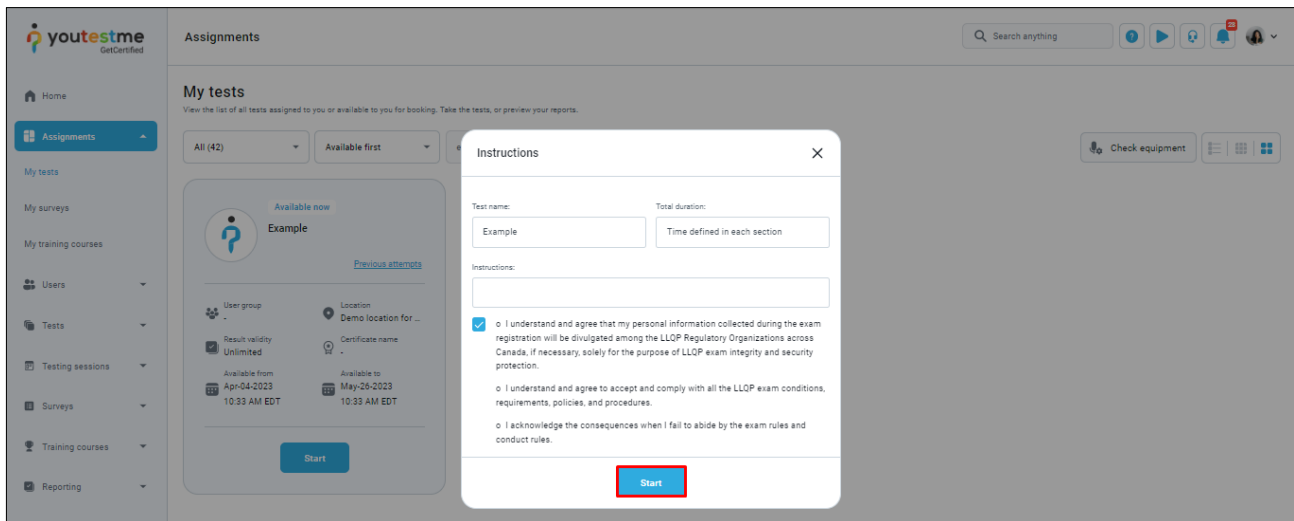 youtestme
GetCertified
Assignments
Search anything
28
Home
Assignments
My tests
My surveys
My training courses
Users
Tests
Testing sessions
Surveys
Training courses
Reporting
My tests
View the list of all tests assigned to you or available to you for booking. Take the tests, or preview your reports.
All (42)
Available first
e
Check equipment
Available now
Example
Previous attempts
User group
-
Location
Demo location for ...
Result validity
Unlimited
Certificate name
-
Available from
Apr-04-2023
10:33 AM EDT
Available to
May-26-2023
10:33 AM EDT
Start
Instructions
Test name:
Example
Total duration:
Time defined in each section
Instructions:
o I understand and agree that my personal information collected during the exam
registration will be divulgated among the LLQP Regulatory Organizations across
Canada, if necessary, solely for the purpose of LLQP exam integrity and security
protection.
o I understand and agree to accept and comply with all the LLQP exam conditions,
requirements, policies, and procedures.
o I acknowledge the consequences when I fail to abide by the exam rules and
conduct rules.
Start